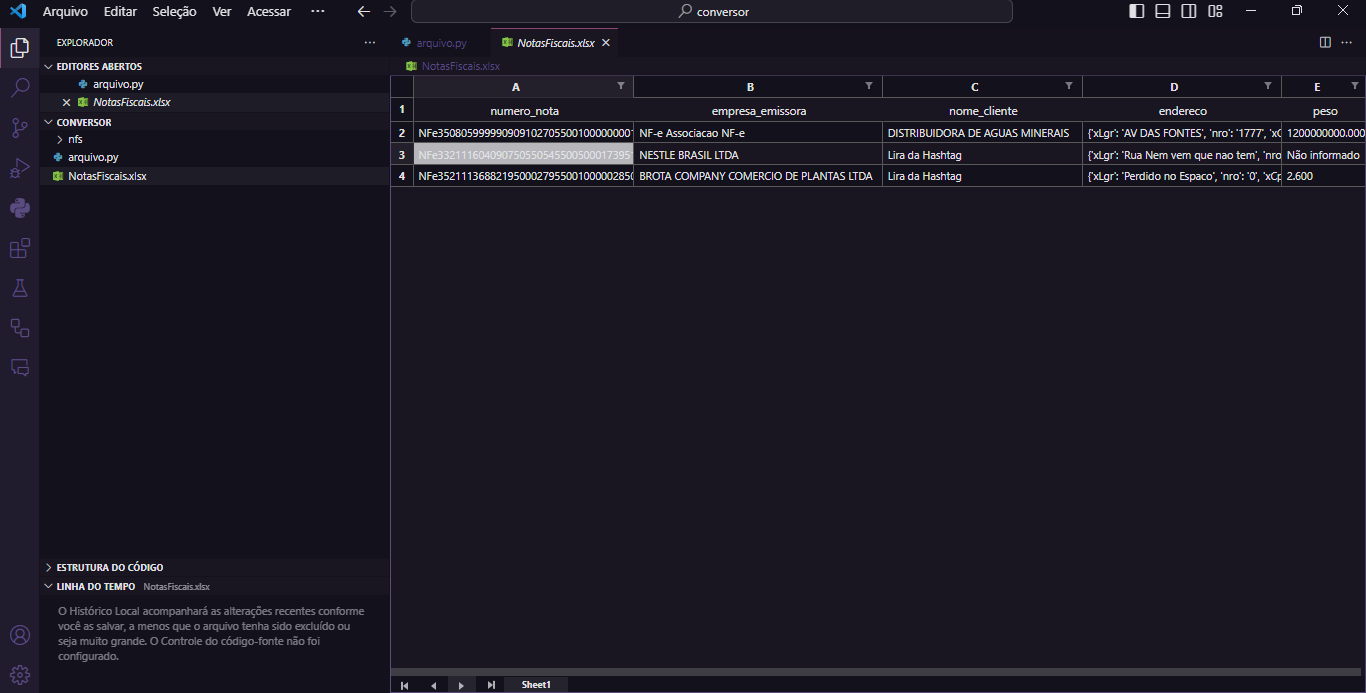 Arquivo Editar Seleção Ver Acessar ··· conversor
EXPLORADOR ···
EDITORES ABERTOS
arquivo.py
NotasFiscais.xlsx
CONVERSOR
nfs
arquivo.py
NotasFiscais.xlsx
arquivo.py NotasFiscais.xlsx
NotasFiscais.xlsx
A B C D E
1 numero_nota empresa_emissora nome_cliente endereco peso
2 NF-e Associacao NF-e DISTRIBUIDORA DE AGUAS MINERAIS {'xLgr': 'AV DAS FONTES', 'nro': '1777', 'xC 1200000000.000
3 NESTLE BRASIL LTDA Lira da Hashtag {'xLgr': 'Rua Nem vem que nao tem', 'nro Não informado
4 BROTA COMPANY COMERCIO DE PLANTAS LTDA Lira da Hashtag {'xLgr': 'Perdido no Espaco', 'nro': '0', 'xCp 2.600
ESTRUTURA DO CÓDIGO
LINHA DO TEMPO NotasFiscais.xlsx
O Histórico Local acompanhará as alterações recentes conforme
você as salvar, a menos que o arquivo tenha sido excluído ou
seja muito grande. O Controle do código-fonte não foi
configurado.
Sheet1